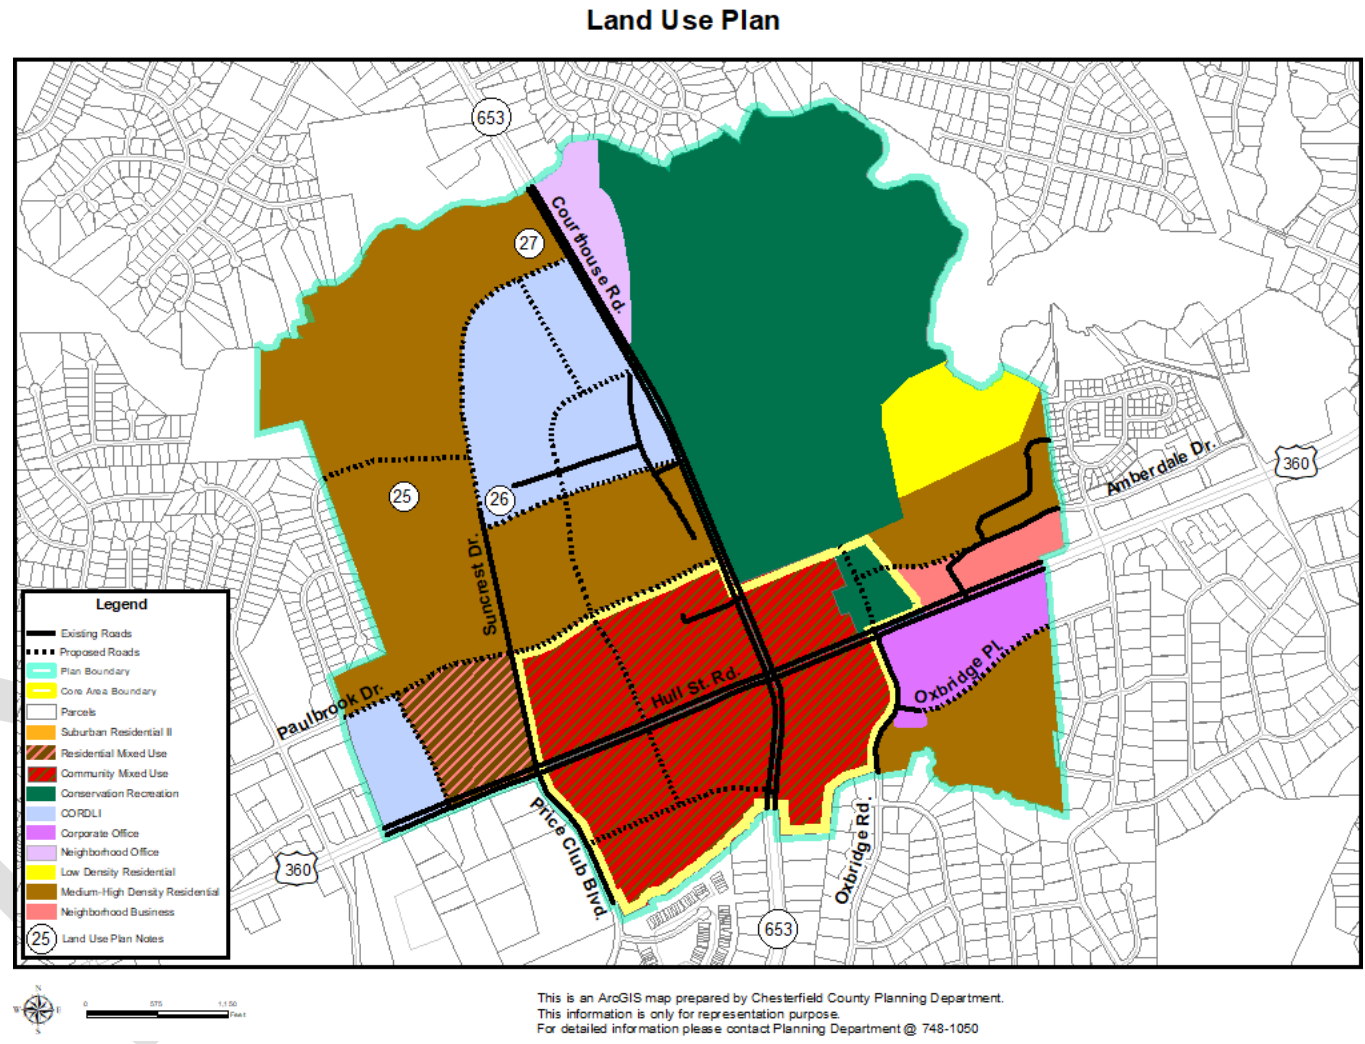 Land Use Plan
653
Courthouse Rd.
27
25
26
Amberdale Dr.
360
Suncrest Dr.
Hull St. Rd.
Oxbridge Pl.
Paulbrook Dr.
Price Club Blvd.
Oxbridge Rd.
360
653
Legend
Existing Roads
Proposed Roads
Plan Boundary
Core Area Boundary
Parcels
Suburban Residential II
Residential Mixed Use
Community Mixed Use
Conservation Recreation
CORDLI
Corporate Office
Neighborhood Office
Low Density Residential
Medium-High Density Residential
Neighborhood Business
25 Land Use Plan Notes
N
W E
S
0 575 1,150
Feet
This is an ArcGIS map prepared by Chesterfield County Planning Department.
This information is only for representation purpose.
For detailed information please contact Planning Department @ 748-1050